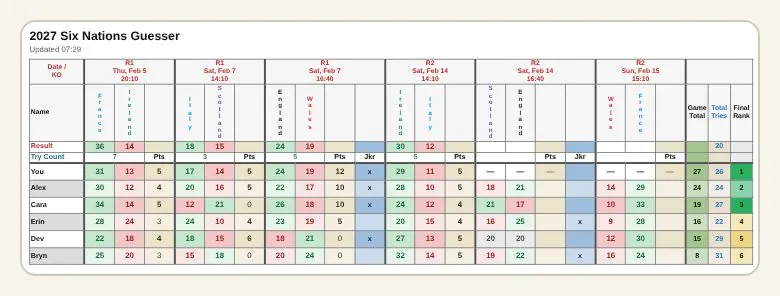 2027 Six Nations Guesser
Updated 07:29
Date / KO R1 Thu, Feb 5 20:10 R1 Sat, Feb 7 14:10 R1 Sat, Feb 7 16:40 R2 Sat, Feb 14 14:10 R2 Sat, Feb 14 16:40 R2 Sun, Feb 15 15:10
Name France Ireland Italy Scotland England Wales Ireland Italy Scotland England Wales France Game Total Total Tries Final Rank
Result 36 14 18 15 24 19 30 12 20
Try Count 7 Pts 3 Pts 5 Pts Jkr 5 Pts Pts Jkr Pts
You 31 13 5 17 14 5 24 19 12 x 29 11 5 — — — — — — 27 26 1
Alex 30 12 4 20 16 5 22 17 10 x 28 10 5 18 21 14 29 24 24 2
Cara 34 14 5 12 21 0 26 18 10 x 24 12 4 21 17 10 33 19 27 3
Erin 28 24 3 24 10 4 23 19 5 20 15 4 16 25 x 9 28 16 22 4
Dev 22 18 4 18 15 6 18 21 0 x 27 13 5 20 20 12 30 15 29 5
Bryn 25 20 3 15 18 0 24 19 0 32 14 5 19 22 x 16 24 8 31 6